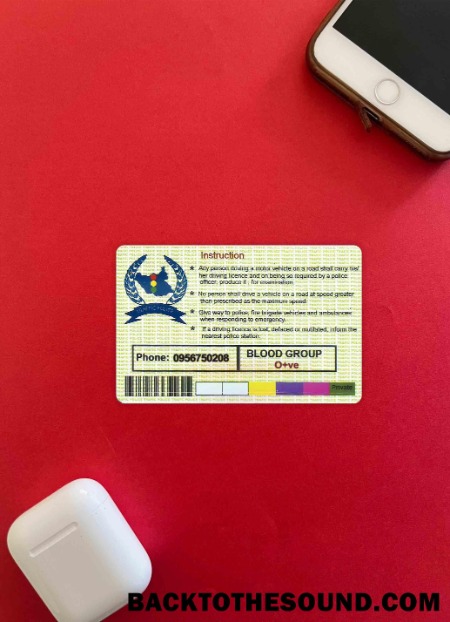 Instruction
★ Any person driving a motor vehicle on a road shall carry his/
her driving licence and on being so required by a police
officer, produce it, for examination
★ No person shall drive a vehicle on a road at speed greater
than prescribed as the maximum speed
★ Give way to police, fire brigade vehicles and ambulances
when responding to emergency.
★ If a driving licence is lost, defaced or mutilated, inform the
nearest police station
Phone: 0956750208
BLOOD GROUP
O+ve
Private
BACKTOTHESOUND.COM